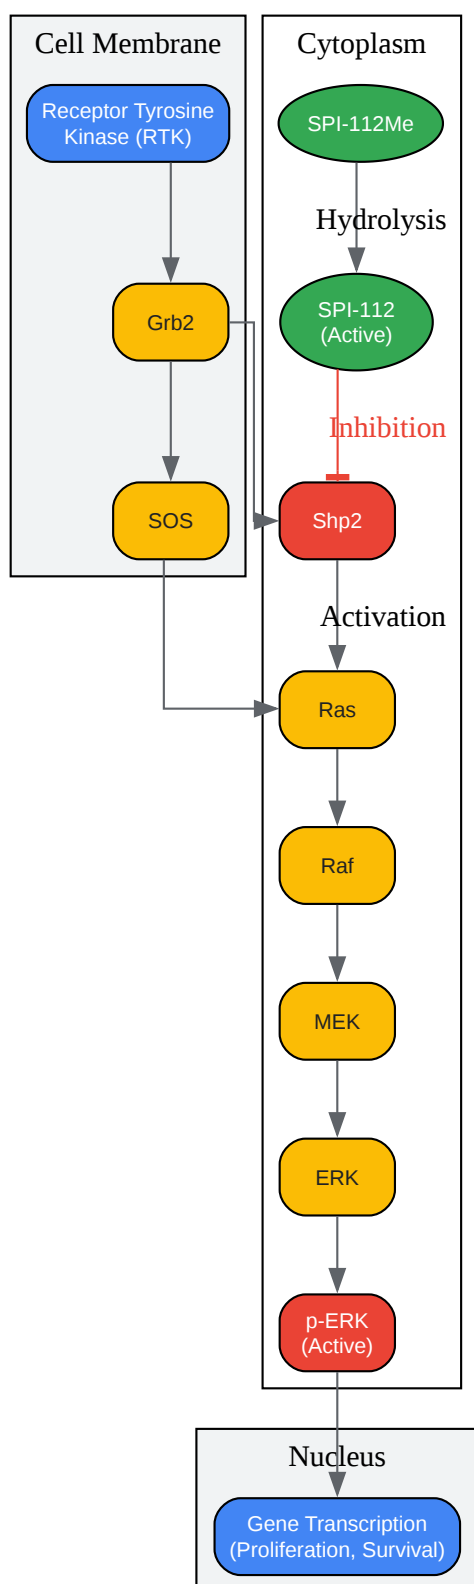 Cell Membrane
Receptor Tyrosine
Kinase (RTK)
Grb2
SOS
Cytoplasm
SPI-112Me
Hydrolysis
SPI-112
(Active)
Inhibition
Shp2
Activation
Ras
Raf
MEK
ERK
p-ERK
(Active)
Nucleus
Gene Transcription
(Proliferation, Survival)